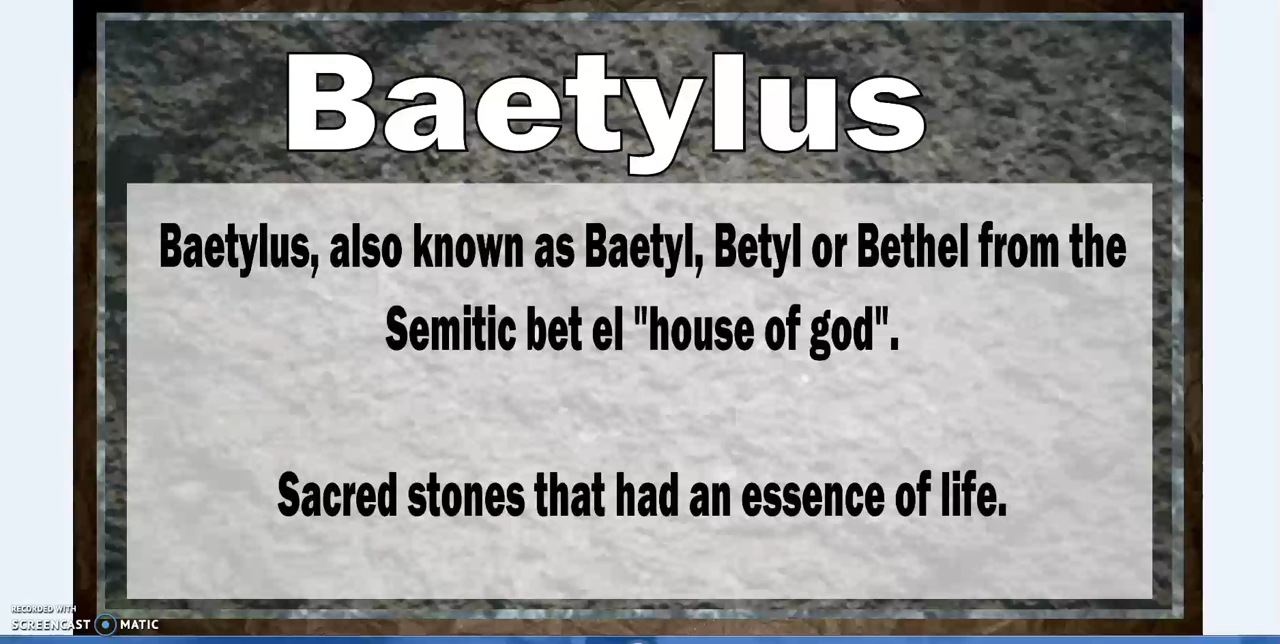 Baetylus
Baetylus, also known as Baetyl, Betyl or Bethel from the
Semitic bet el "house of god".
Sacred stones that had an essence of life.
RECORDED WITH
SCREENCAST MATIC